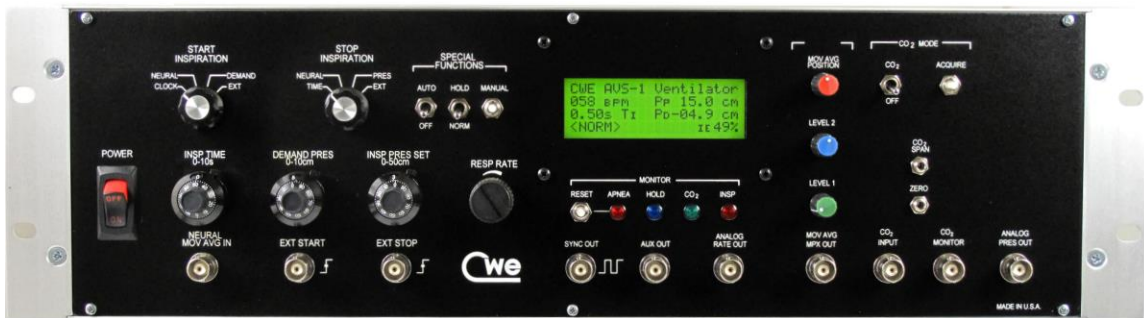 START
INSPIRATION
NEURAL
DEMAND
CLOCK
EXT
STOP
INSPIRATION
NEURAL
PRES
TIME
EXT
SPECIAL
FUNCTIONS
AUTO
HOLD
MANUAL
OFF
NORM
CWE AVS-1 Ventilator
058 BPM PP 15.0 cm
0.50s TI PD-04.9 cm
<NORM> IE 49%
MOV AVG
POSITION
CO2 MODE
CO2
ACQUIRE
OFF
LEVEL 2
CO2
SPAN
LEVEL 1
ZERO
POWER
OFF
ON
INSP TIME
0-10s
DEMAND PRES
0-10cm
INSP PRES SET
0-50cm
RESP RATE
MONITOR
RESET
APNEA
HOLD
CO2
INSP
NEURAL
MOV AVG IN
EXT START
EXT STOP
CWE
SYNC OUT
AUX OUT
ANALOG
RATE OUT
MOV AVG
MPX OUT
CO2
INPUT
CO2
MONITOR
ANALOG
PRES OUT
MADE IN U.S.A.